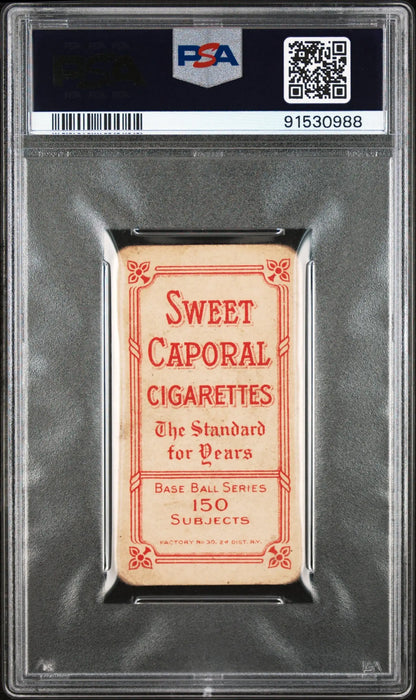 PSA
91530988
SWEET
CAPORAL
CIGARETTES
The Standard
for Years
BASE BALL SERIES
150
SUBJECTS
FACTORY No 30, 2d DIST. N.Y.